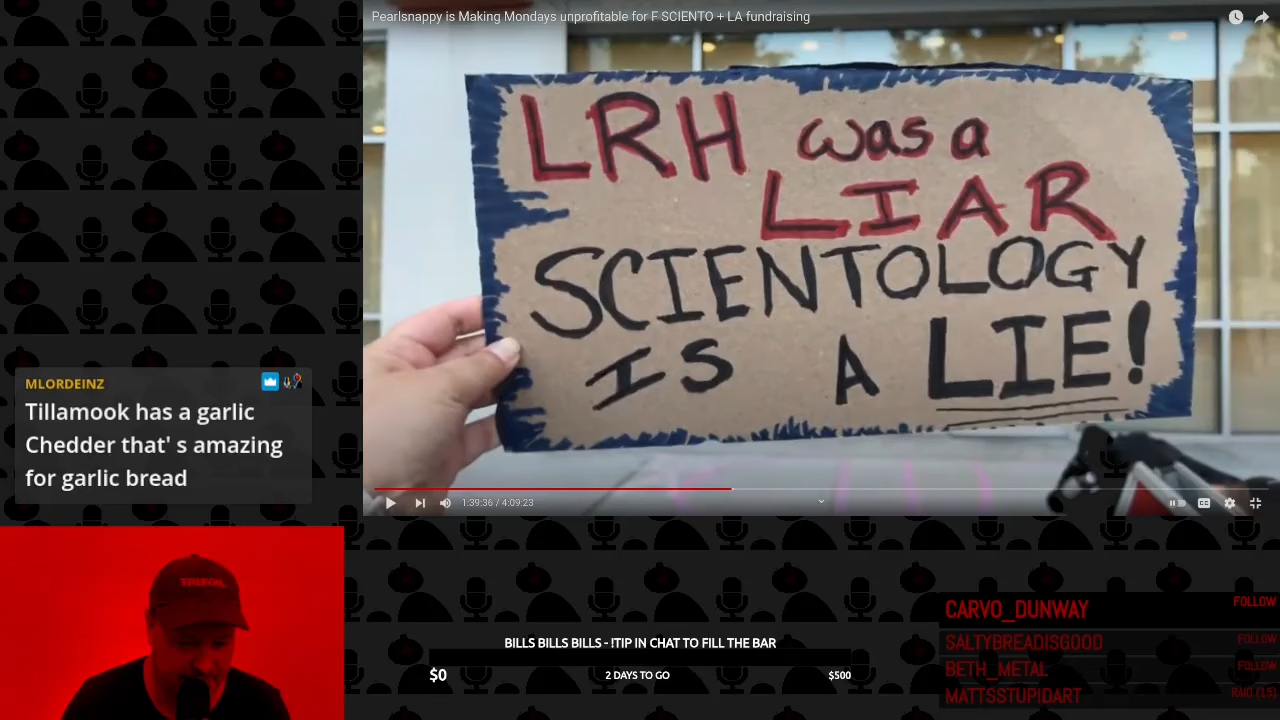 Pearlsnappy is Making Mondays unprofitable for F SCIENTO + LA fundraising
LRH was a
LIAR
SCIENTOLOGY
IS A LIE!
MLORDEINZ
Tillamook has a garlic
Chedder that' s amazing
for garlic bread
1:39:36 / 4:09:23
CC
BILLS BILLS BILLS - !TIP IN CHAT TO FILL THE BAR
$0 2 DAYS TO GO $500
CARVO_DUNWAY FOLLOW
SALTYBREADISGOOD FOLLOW
BETH_METAL FOLLOW
MATTSSTUPIDART RAID (15)